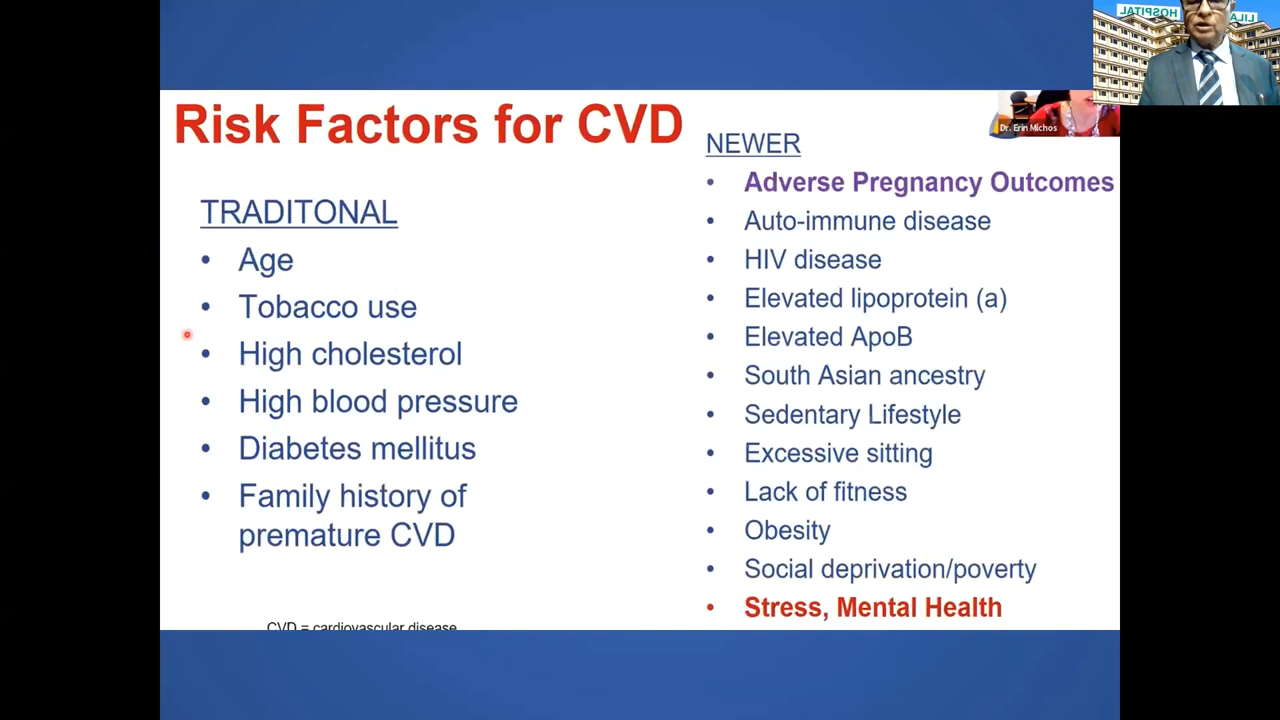 HOSPITAL
LILA
Dr. Erin Michos
Risk Factors for CVD
TRADITONAL
• Age
• Tobacco use
• High cholesterol
• High blood pressure
• Diabetes mellitus
• Family history of
premature CVD
CVD = cardiovascular disease
NEWER
• Adverse Pregnancy Outcomes
• Auto-immune disease
• HIV disease
• Elevated lipoprotein (a)
• Elevated ApoB
• South Asian ancestry
• Sedentary Lifestyle
• Excessive sitting
• Lack of fitness
• Obesity
• Social deprivation/poverty
• Stress, Mental Health